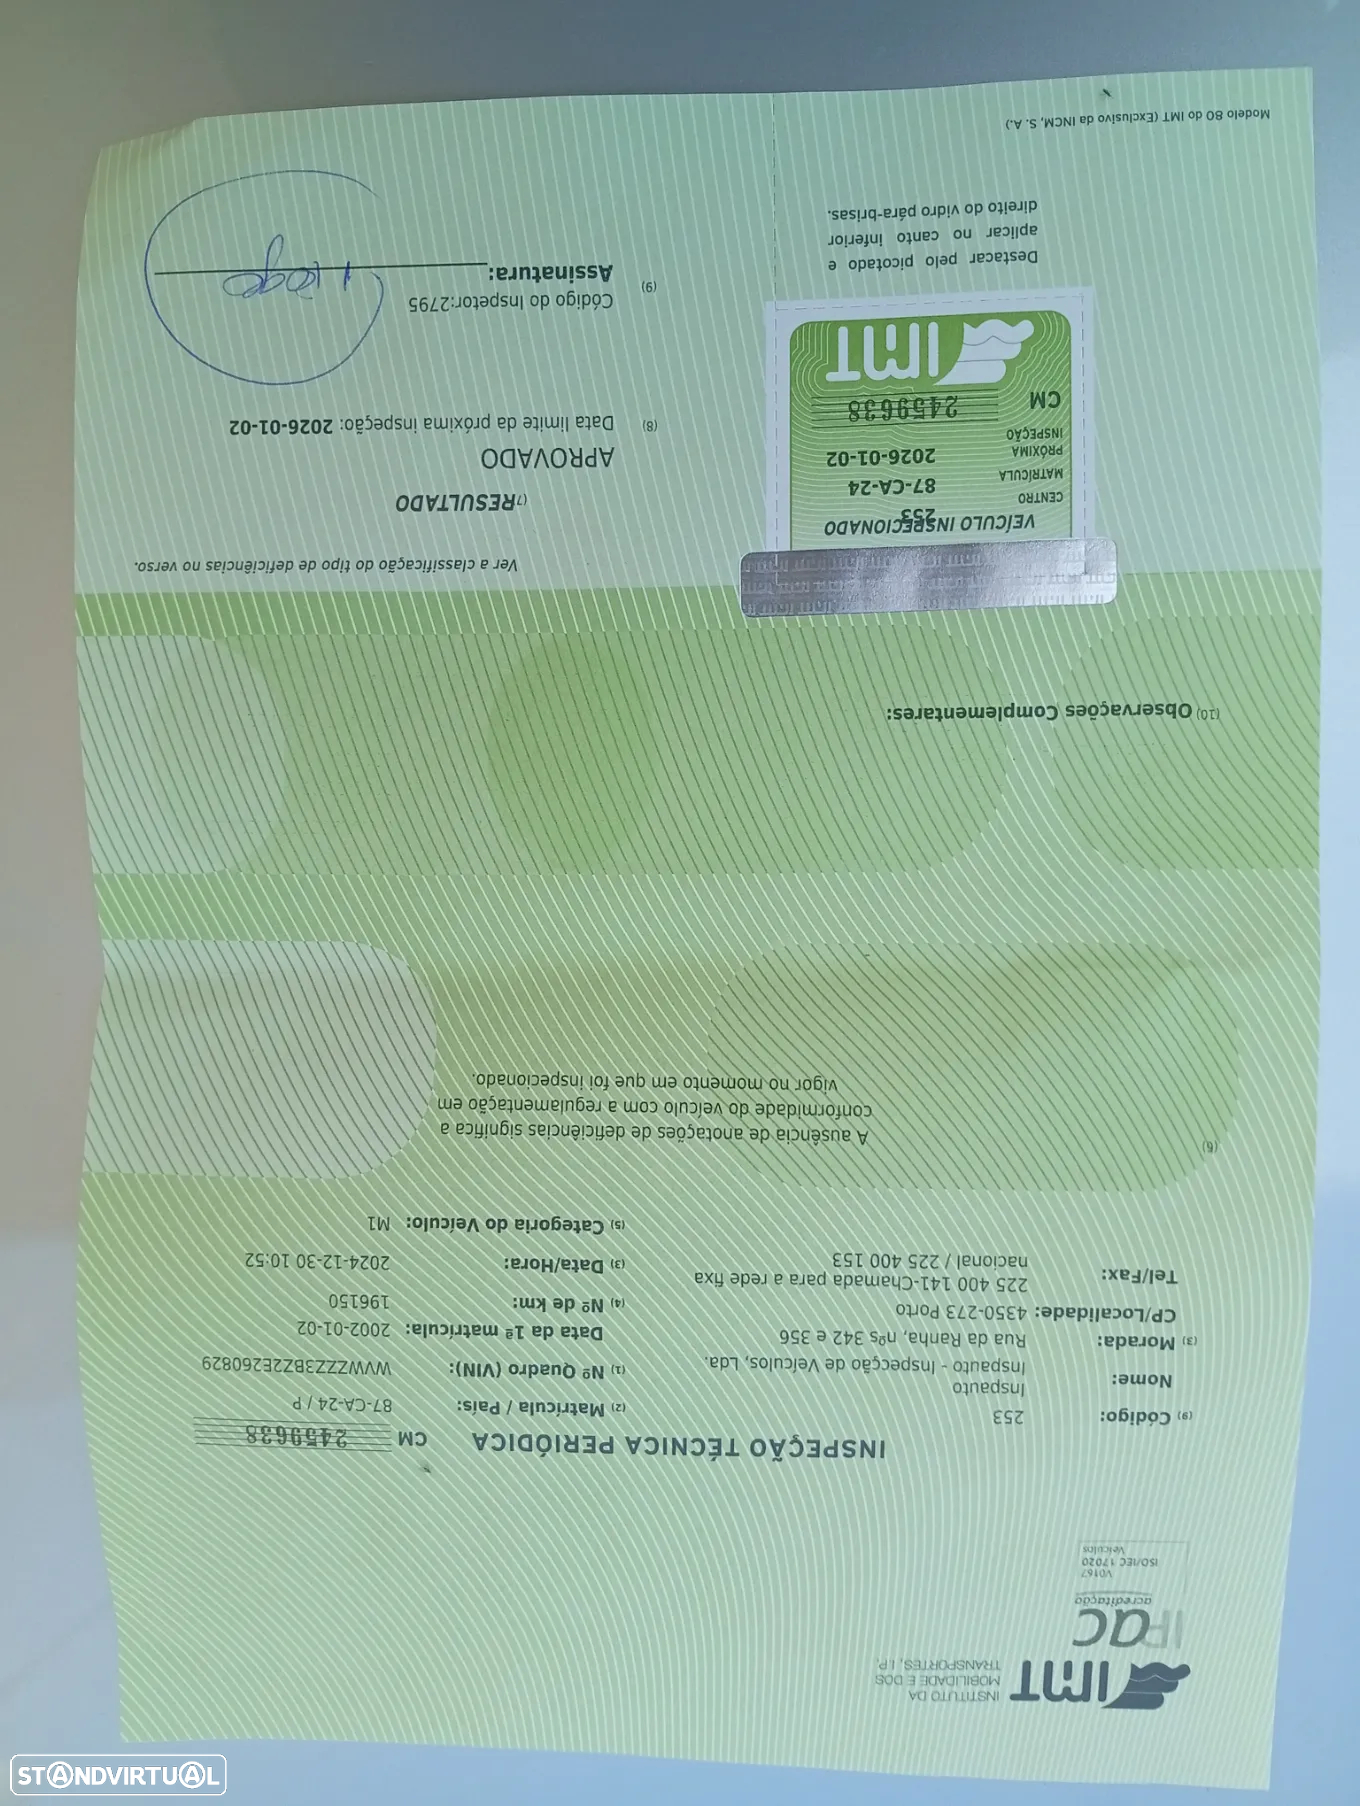 IMT
INSTITUTO DA
MOBILIDADE E DOS
TRANSPORTES, I.P.
IPac
acreditação
V0167
ISO/IEC 17020
Veículos
INSPEÇÃO TÉCNICA PERIÓDICA
CM 2459638
(9) Código: 253
Inspauto
Nome: Inspauto - Inspecção de Veículos, Lda.
(3) Morada: Rua da Ranha, nºs 342 e 356
CP/Localidade: 4350-273 Porto
Tel/Fax: 225 400 141-Chamada para a rede fixa
nacional / 225 400 153
(2) Matrícula / País: 87-CA-24 / P
(1) Nº Quadro (VIN): WVWZZZ3BZ2E260829
Data da 1ª matrícula: 2002-01-02
(4) Nº de km: 196150
(3) Data/Hora: 2024-12-30 10:52
(5) Categoria do Veículo: M1
(6)
A ausência de anotações de deficiências significa a
conformidade do veículo com a regulamentação em
vigor no momento em que foi inspecionado.
(10) Observações Complementares:
VEÍCULO INSPECIONADO
CENTRO 253
MATRÍCULA 87-CA-24
PRÓXIMA
INSPEÇÃO 2026-01-02
CM 2459638
IMT
Destacar pelo picotado e
aplicar no canto inferior
direito do vidro pára-brisas.
Modelo 80 do IMT (Exclusivo da INCM, S. A.)
Ver a classificação do tipo de deficiências no verso.
(7) RESULTADO
APROVADO
(8) Data limite da próxima inspeção: 2026-01-02
(9) Código do Inspetor:2795
Assinatura:
STANDVIRTUAL